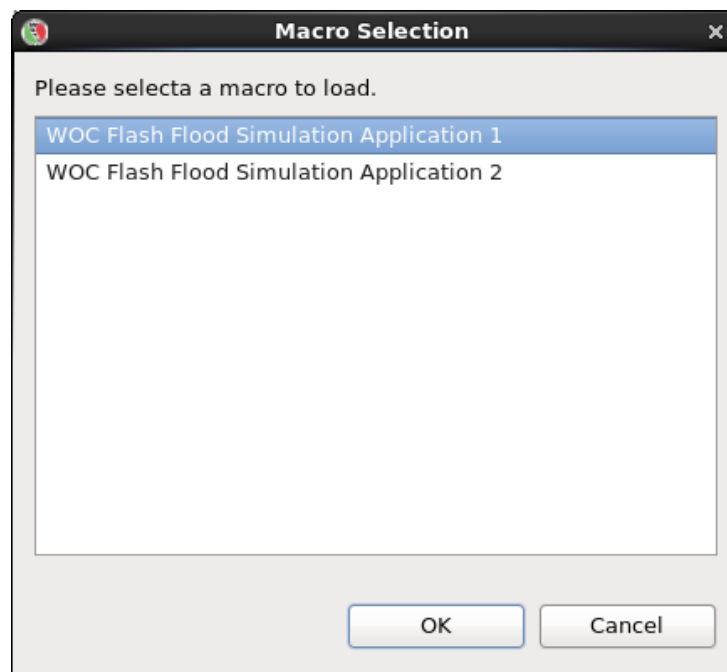 Macro Selection
Please selecta a macro to load.
WOC Flash Flood Simulation Application 1
WOC Flash Flood Simulation Application 2
OK
Cancel